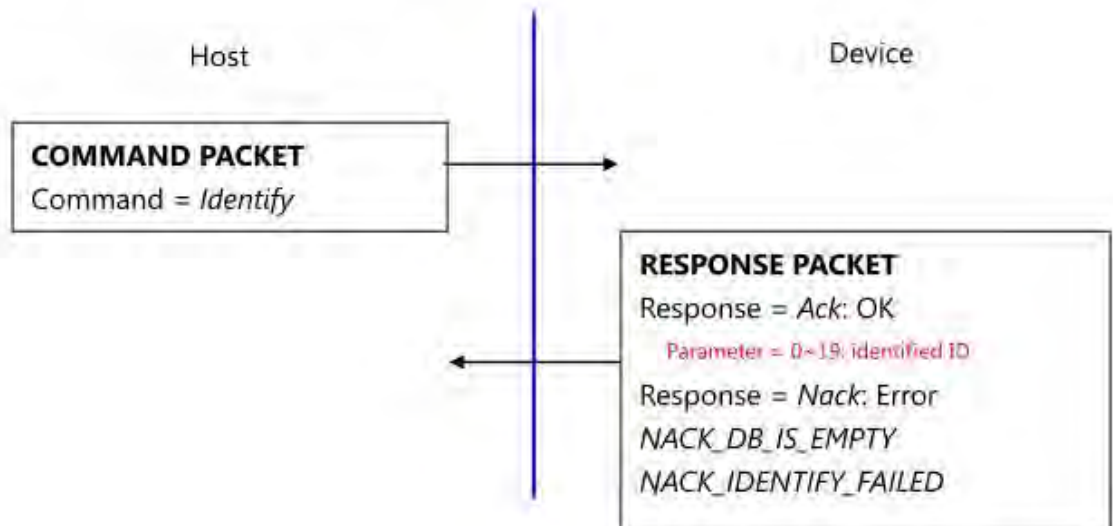 Host
Device
COMMAND PACKET
Command = Identify
RESPONSE PACKET
Response = Ack: OK
Parameter = 0~19: identified ID
Response = Nack: Error
NACK_DB_IS_EMPTY
NACK_IDENTIFY_FAILED